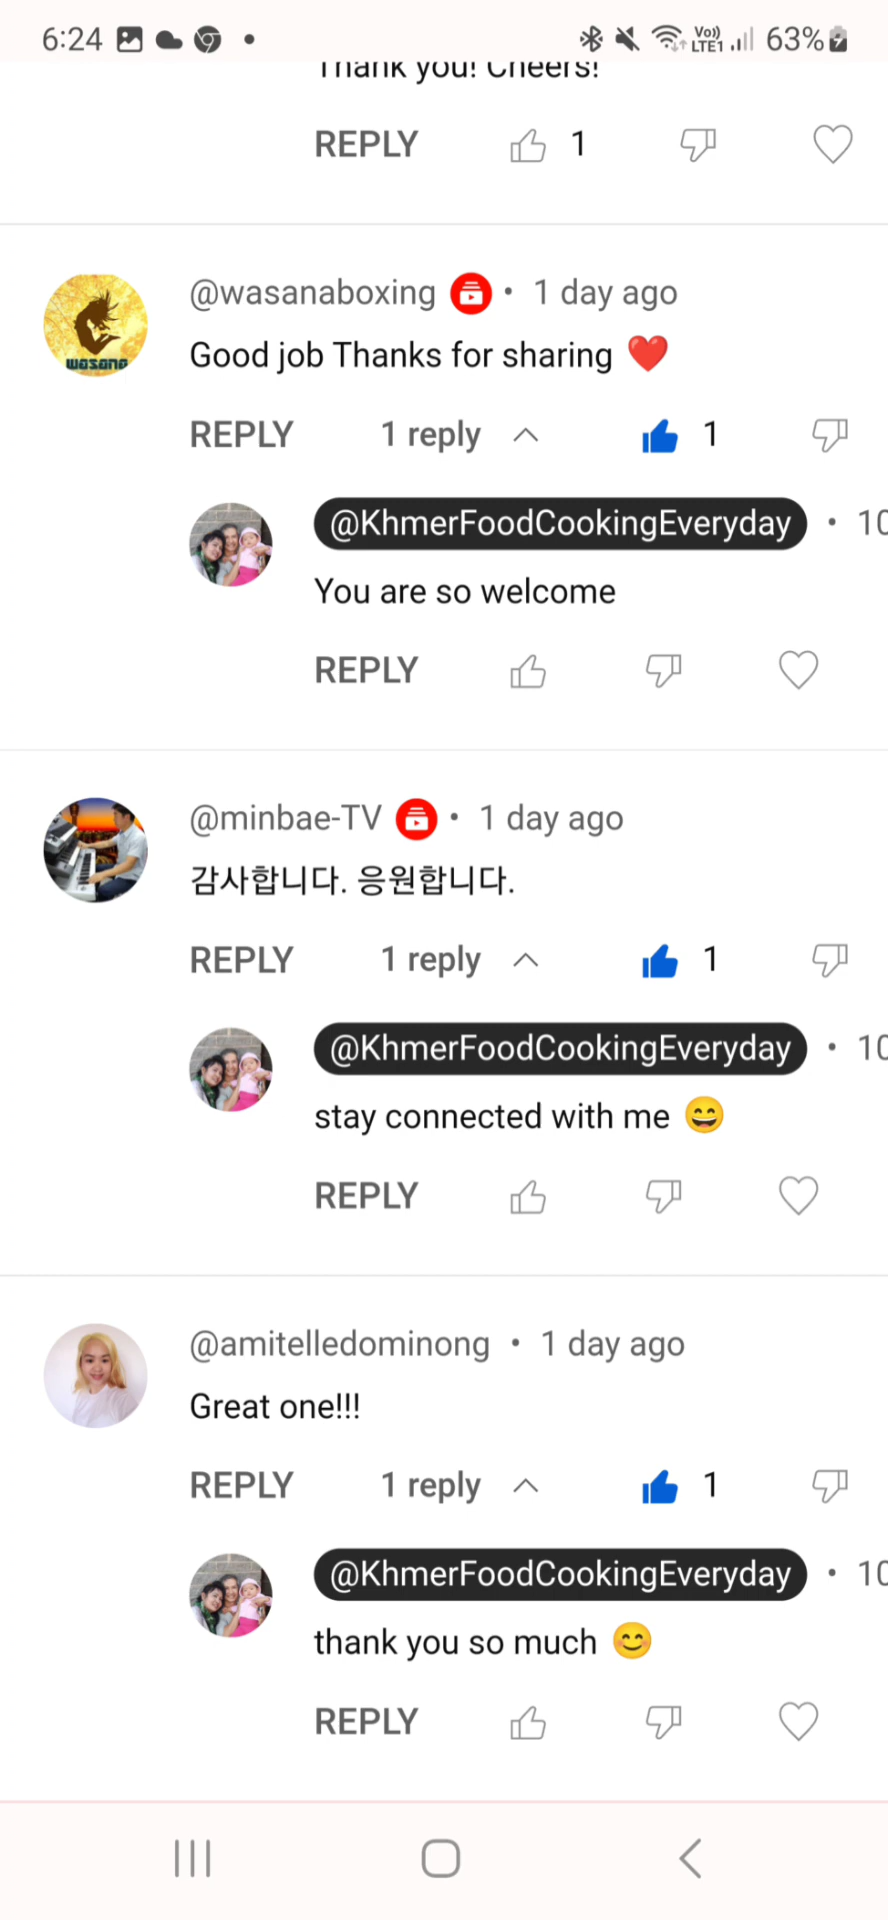 6:24 Vo)) LTE1 63%
Thank you! Cheers!
REPLY 1
@wasanaboxing • 1 day ago
wasana
Good job Thanks for sharing ❤️
REPLY 1 reply 1
@KhmerFoodCookingEveryday • 10
You are so welcome
REPLY
@minbae-TV • 1 day ago
감사합니다. 응원합니다.
REPLY 1 reply 1
@KhmerFoodCookingEveryday • 10
stay connected with me 😄
REPLY
@amitelledominong • 1 day ago
Great one!!!
REPLY 1 reply 1
@KhmerFoodCookingEveryday • 10
thank you so much 😊
REPLY